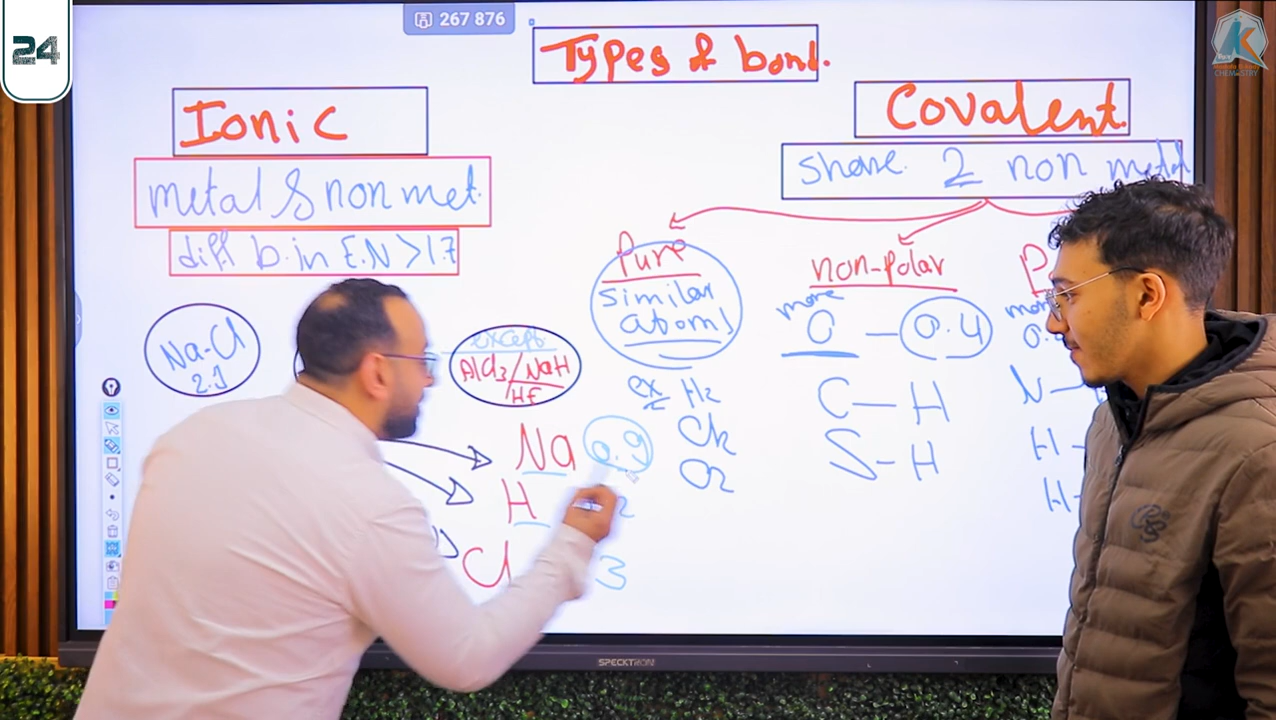 24
267 876
CHEMISTRY
Types of bond.
Ionic
metal & non met.
diff b.in E.N > 1.7
Na-Cl
2.1
except
AlCl3/NaH
/HF
Na 0.9
H 2
Cl 3
Covalent.
share 2 non metal
Pure
similar
atoms
ex H2
Cl2
O2
non-polar
more
0 — 0.4
C — H
S - H
P
more
0.4
N —
H -
H -
SPECKTRON